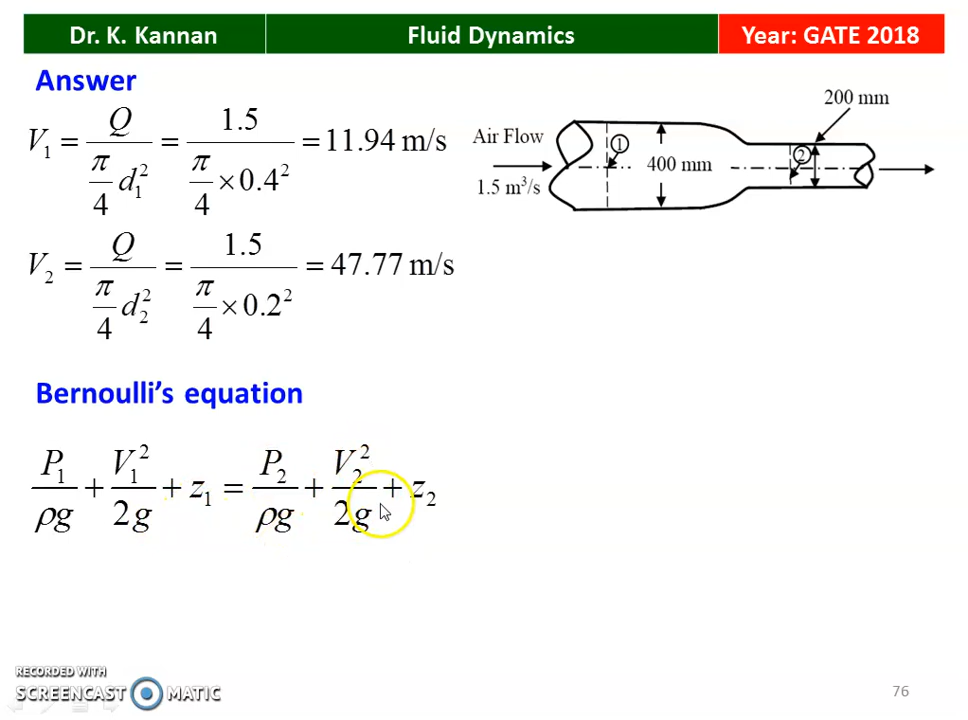 Dr. K. Kannan Fluid Dynamics Year: GATE 2018
Answer
V₁ = Q / (π/4 d₁²) = 1.5 / (π/4 × 0.4²) = 11.94 m/s
V₂ = Q / (π/4 d₂²) = 1.5 / (π/4 × 0.2²) = 47.77 m/s
200 mm
Air Flow
1.5 m³/s
1
400 mm
2
Bernoulli's equation
P₁/ρg + V₁²/2g + z₁ = P₂/ρg + V₂²/2g + z₂
RECORDED WITH
SCREENCAST MATIC
76